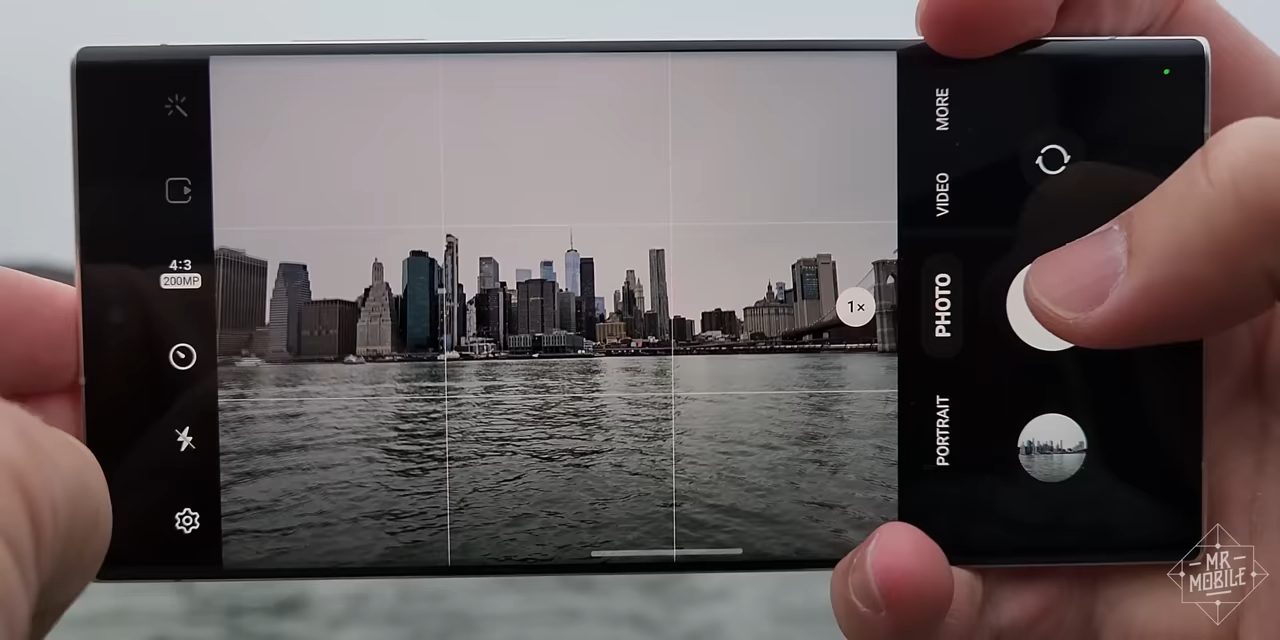 4:3
200MP
1×
MORE
VIDEO
PHOTO
PORTRAIT
MR
MOBILE